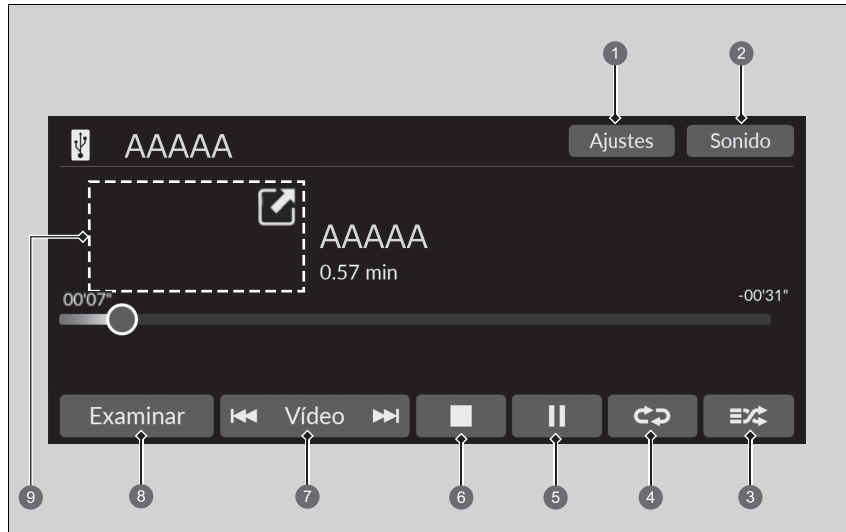 1 2
AAAAA Ajustes Sonido
AAAAA
0.57 min
00'07" -00'31"
Examinar Vídeo
9 8 7 6 5 4 3